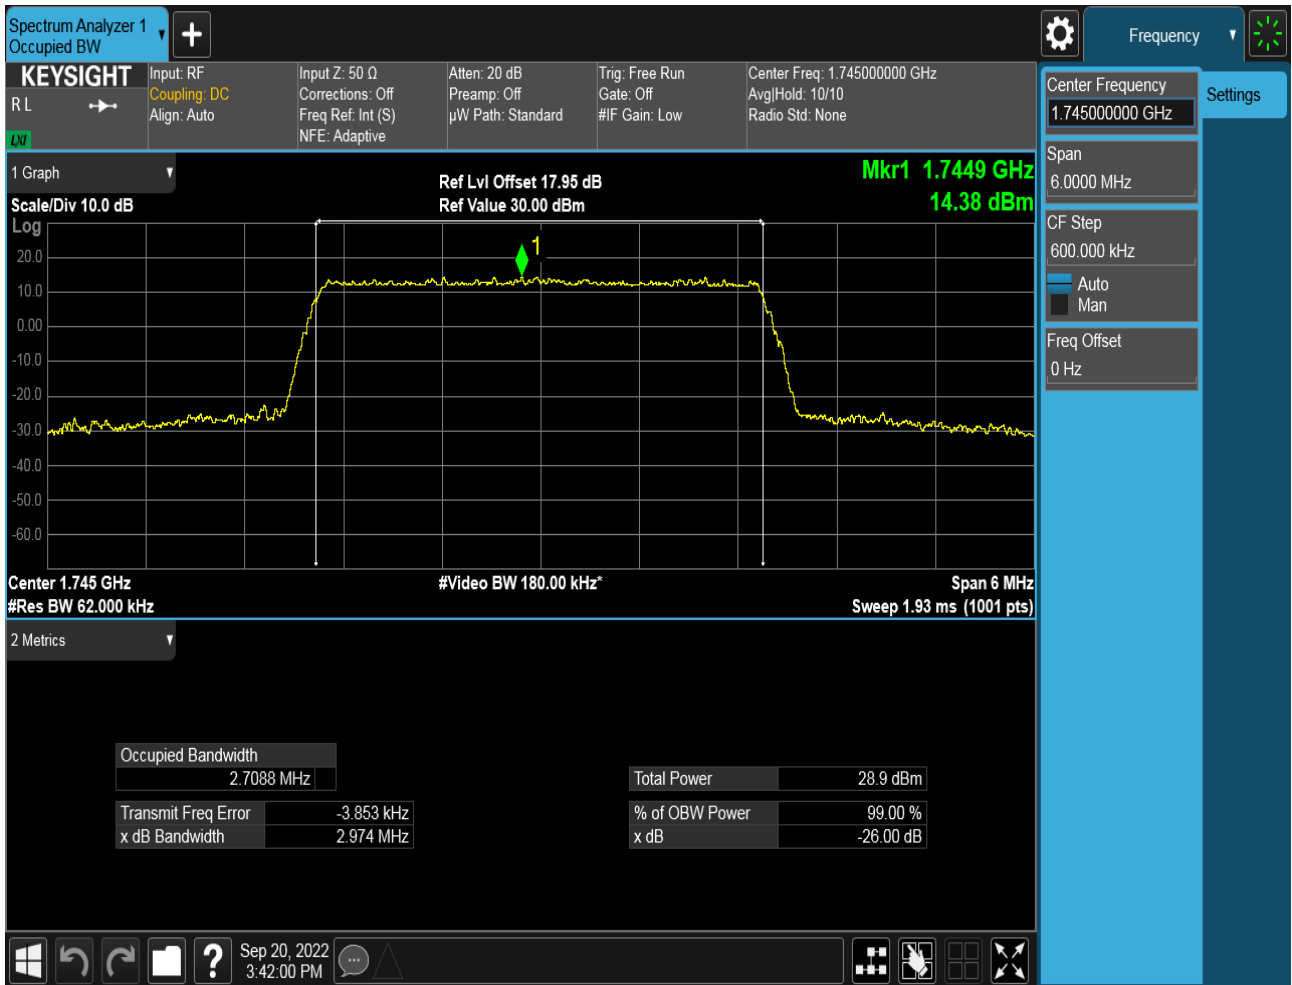 Spectrum Analyzer 1
Occupied BW
Frequency
KEYSIGHT
R L
LXI
Input: RF
Coupling: DC
Align: Auto
Input Z: 50 Ω
Corrections: Off
Freq Ref: Int (S)
NFE: Adaptive
Atten: 20 dB
Preamp: Off
µW Path: Standard
Trig: Free Run
Gate: Off
#IF Gain: Low
Center Freq: 1.745000000 GHz
Avg|Hold: 10/10
Radio Std: None
Center Frequency
1.745000000 GHz
Settings
Span
6.0000 MHz
CF Step
600.000 kHz
Auto
Man
Freq Offset
0 Hz
1 Graph
Scale/Div 10.0 dB
Log
Ref Lvl Offset 17.95 dB
Ref Value 30.00 dBm
Mkr1 1.7449 GHz
14.38 dBm
1
20.0
10.0
0.00
-10.0
-20.0
-30.0
-40.0
-50.0
-60.0
Center 1.745 GHz
#Video BW 180.00 kHz*
Span 6 MHz
#Res BW 62.000 kHz
Sweep 1.93 ms (1001 pts)
2 Metrics
Occupied Bandwidth
2.7088 MHz
Transmit Freq Error -3.853 kHz
x dB Bandwidth 2.974 MHz
Total Power 28.9 dBm
% of OBW Power 99.00 %
x dB -26.00 dB
Sep 20, 2022
3:42:00 PM